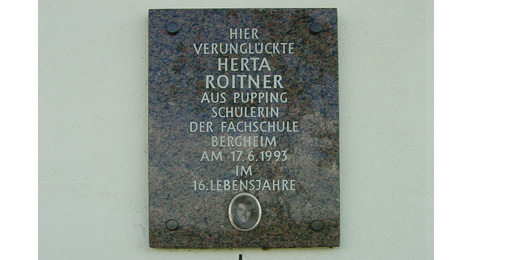 HIER
VERUNGLÜCKTE
HERTA
ROITNER
AUS PUPPING
SCHÜLERIN
DER FACHSCHULE
BERGHEIM
AM 17.6.1993
IM
16.LEBENSJAHRE